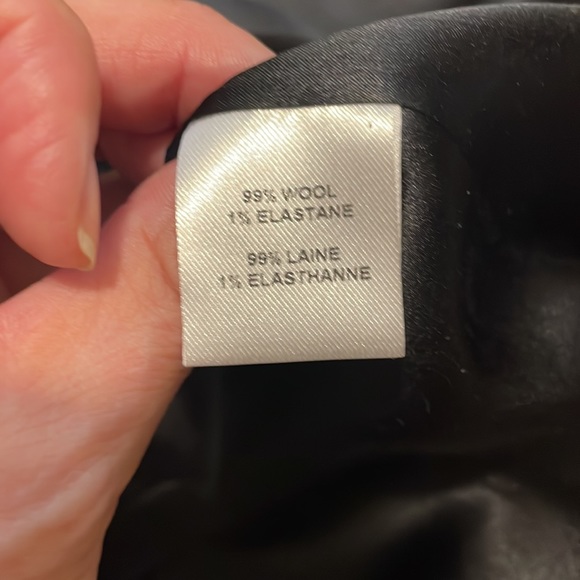 99% WOOL
1% ELASTANE
99% LAINE
1% ELASTHANNE